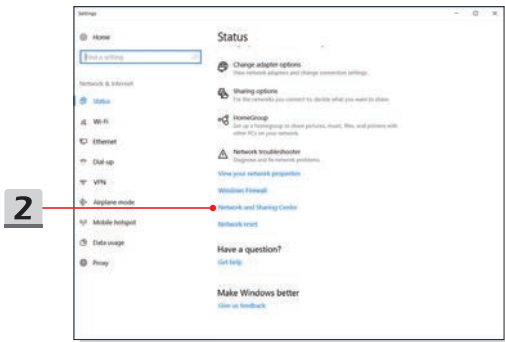 Settings
Home
Find a setting
Network & Internet
Status
Wi-Fi
Ethernet
Dial-up
VPN
Airplane mode
Mobile hotspot
Data usage
Proxy
2
Status
Change adapter options
View network adapters and change connection settings.
Sharing options
For the networks you connect to, decide what you want to share.
HomeGroup
Set up a homegroup to share pictures, music, files, and printers with
other PCs on your network.
Network troubleshooter
Diagnose and fix network problems.
View your network properties
Windows Firewall
Network and Sharing Center
Network reset
Have a question?
Get help
Make Windows better
Give us feedback